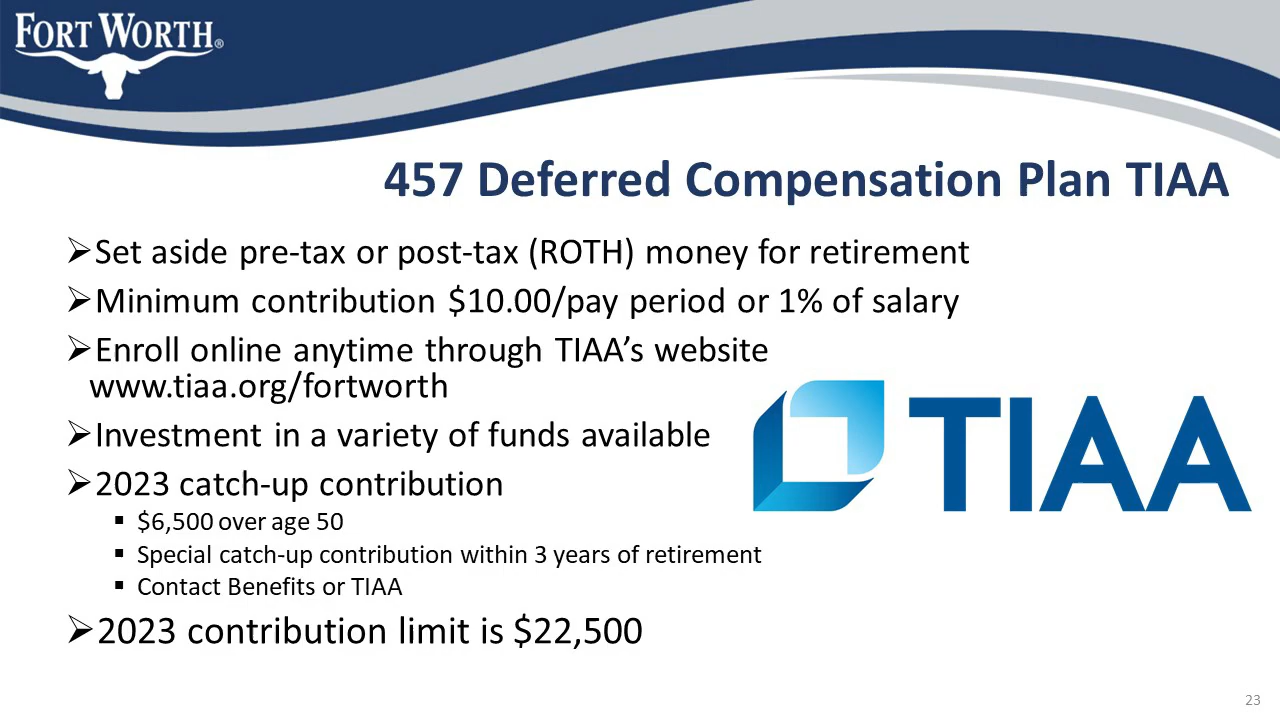 FORT WORTH®
457 Deferred Compensation Plan TIAA
➢Set aside pre-tax or post-tax (ROTH) money for retirement
➢Minimum contribution $10.00/pay period or 1% of salary
➢Enroll online anytime through TIAA’s website
www.tiaa.org/fortworth
➢Investment in a variety of funds available
TIAA
➢2023 catch-up contribution
▪ $6,500 over age 50
▪ Special catch-up contribution within 3 years of retirement
▪ Contact Benefits or TIAA
➢2023 contribution limit is $22,500
23